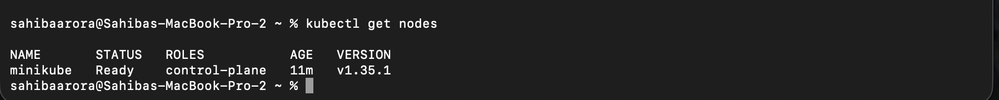 sahibaarora@Sahibas-MacBook-Pro-2 ~ % kubectl get nodes
NAME       STATUS   ROLES           AGE   VERSION
minikube   Ready    control-plane   11m   v1.35.1
sahibaarora@Sahibas-MacBook-Pro-2 ~ %